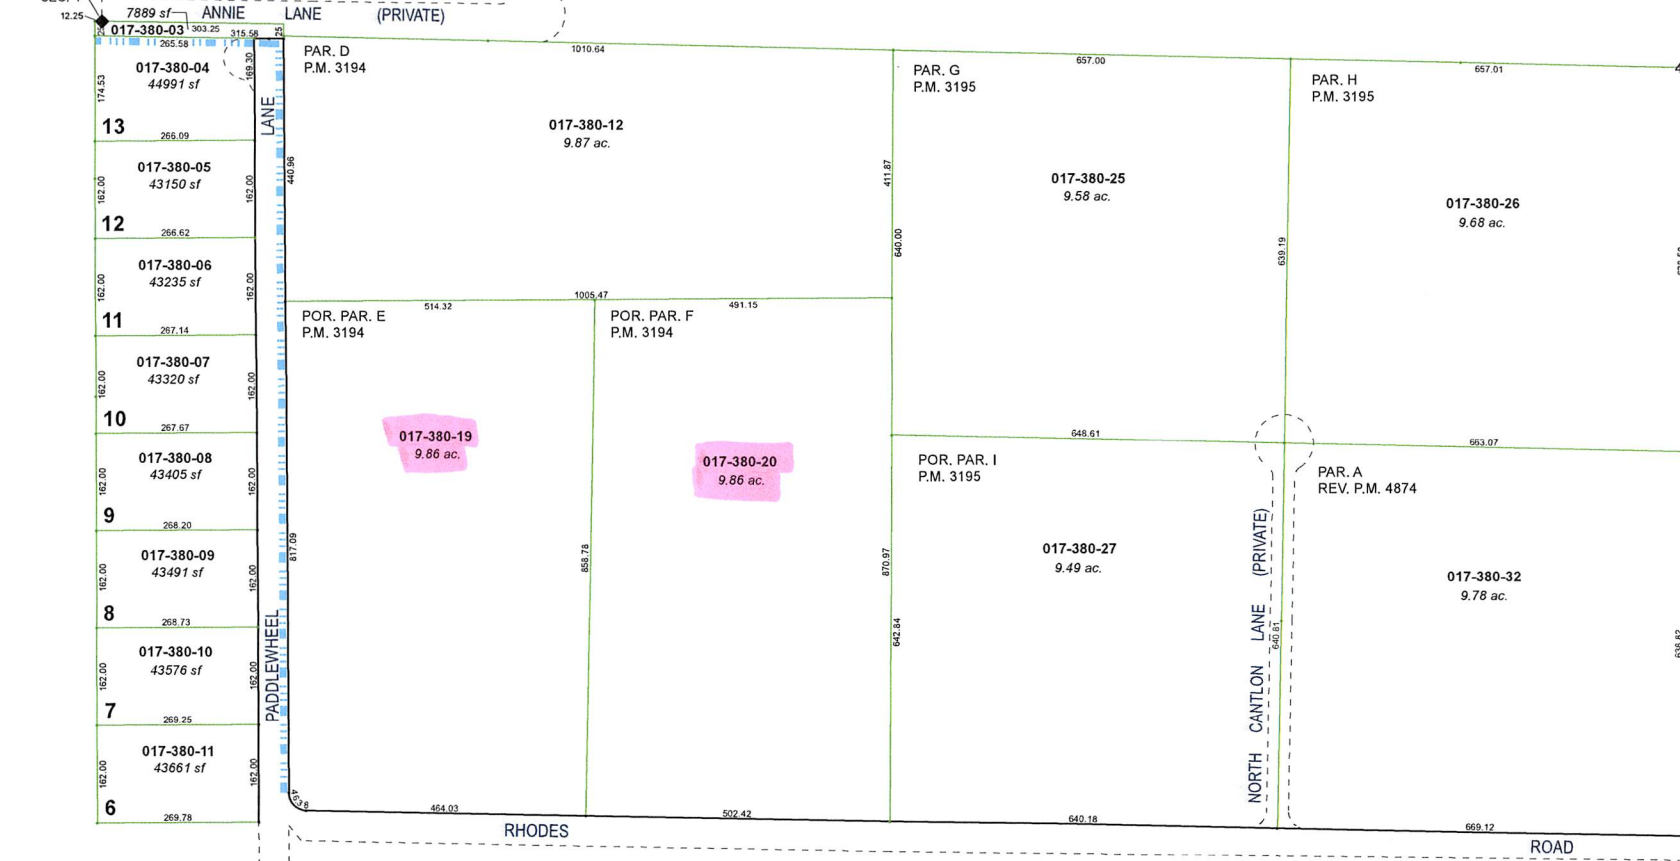 12.25
7889 sf
ANNIE LANE (PRIVATE)
25
017-380-03
303.25
315.58
25
265.58
017-380-04
44991 sf
174.53
169.30
13
266.09
017-380-05
43150 sf
162.00
162.00
12
266.62
017-380-06
43235 sf
162.00
162.00
11
267.14
017-380-07
43320 sf
162.00
162.00
10
267.67
017-380-08
43405 sf
162.00
162.00
9
268.20
017-380-09
43491 sf
162.00
162.00
8
268.73
017-380-10
43576 sf
162.00
162.00
7
269.25
017-380-11
43661 sf
162.00
162.00
6
269.78
PADDLEWHEEL LANE
PAR. D
P.M. 3194
1010.64
017-380-12
9.87 ac.
440.96
411.87
1005.47
514.32
491.15
POR. PAR. E
P.M. 3194
017-380-19
9.86 ac.
817.09
46.38
464.03
POR. PAR. F
P.M. 3194
017-380-20
9.86 ac.
858.78
870.97
502.42
PAR. G
P.M. 3195
657.00
017-380-25
9.58 ac.
640.00
639.19
648.61
PAR. H
P.M. 3195
657.01
017-380-26
9.68 ac.
663.07
POR. PAR. I
P.M. 3195
017-380-27
9.49 ac.
642.84
640.81
640.18
NORTH CANTLON LANE (PRIVATE)
PAR. A
REV. P.M. 4874
017-380-32
9.78 ac.
669.12
RHODES ROAD